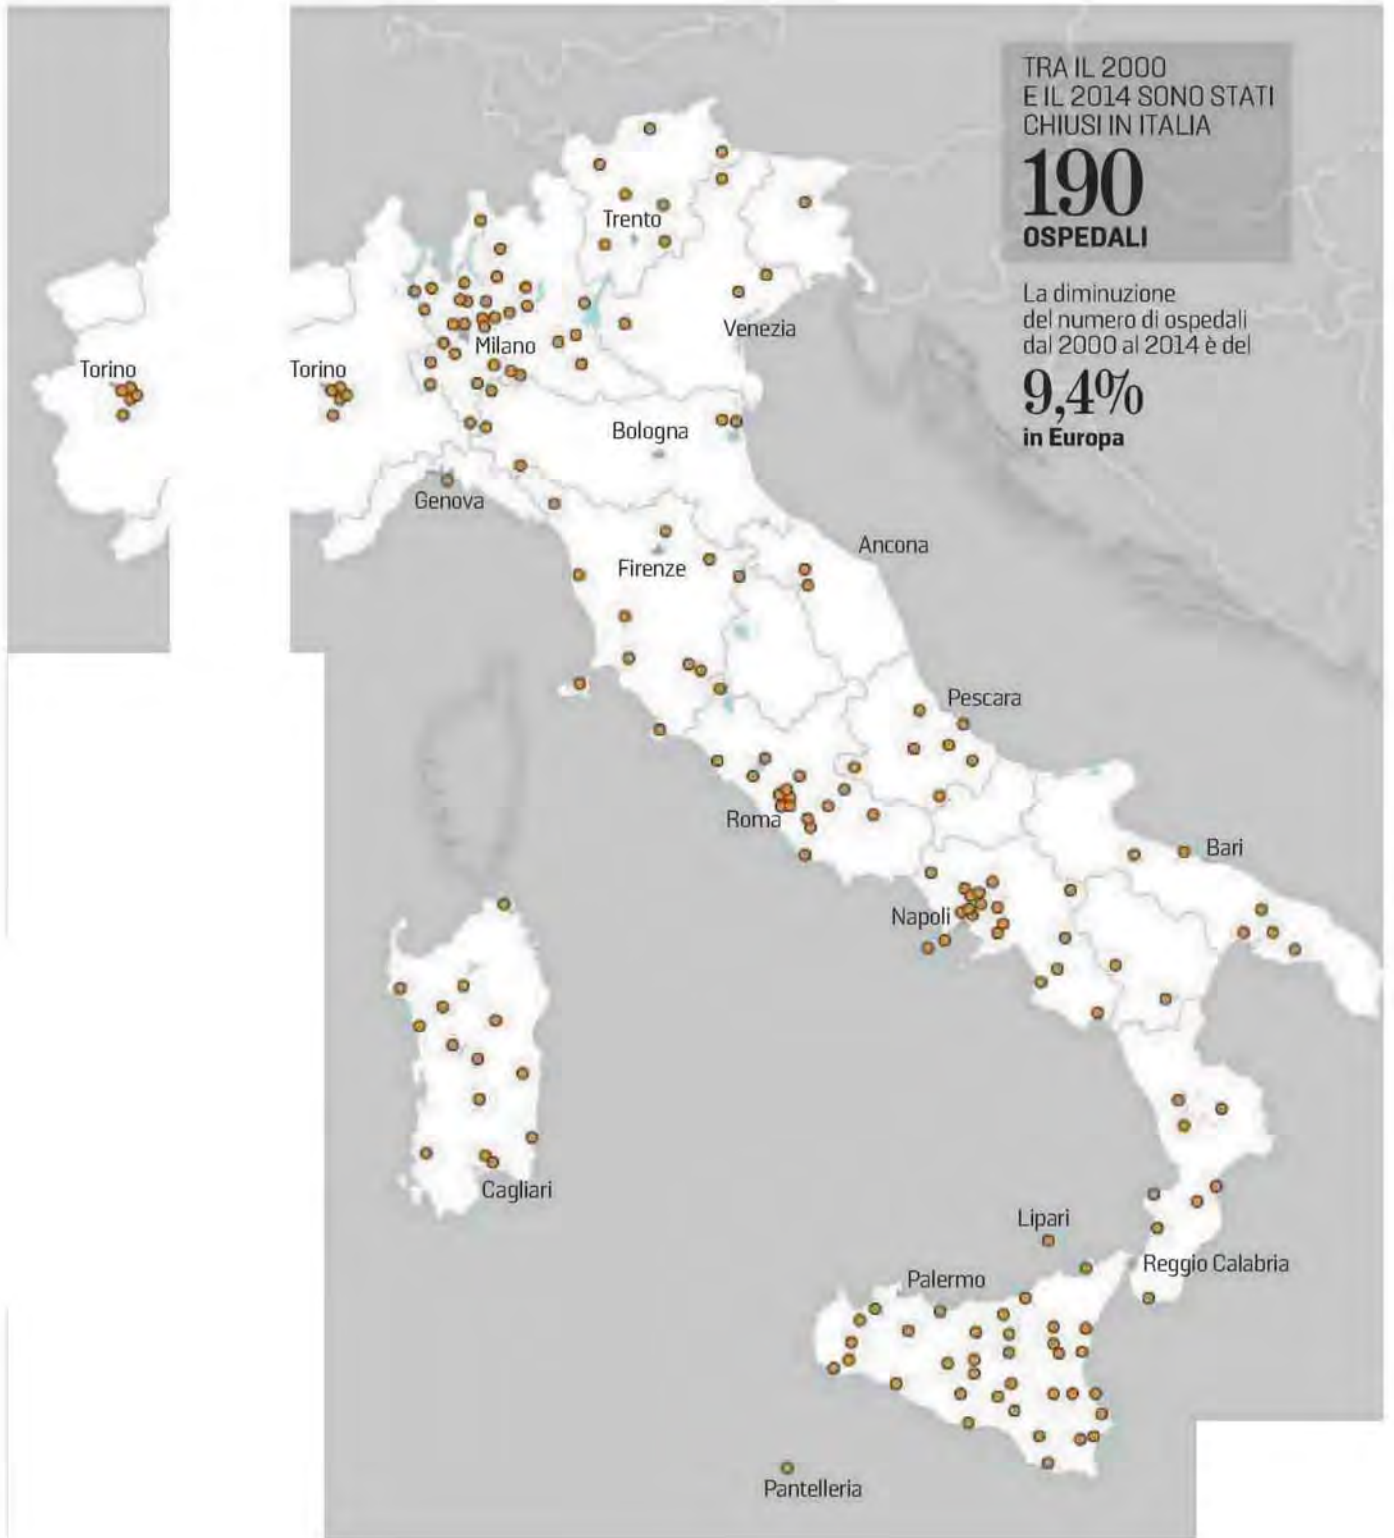 TRA IL 2000
E IL 2014 SONO STATI
CHIUSI IN ITALIA
190
OSPEDALI
La diminuzione
del numero di ospedali
dal 2000 al 2014 è del
9,4%
in Europa
Trento
Venezia
Milano
Torino
Torino
Bologna
Genova
Ancona
Firenze
Pescara
Roma
Bari
Napoli
Cagliari
Lipari
Reggio Calabria
Palermo
Pantelleria